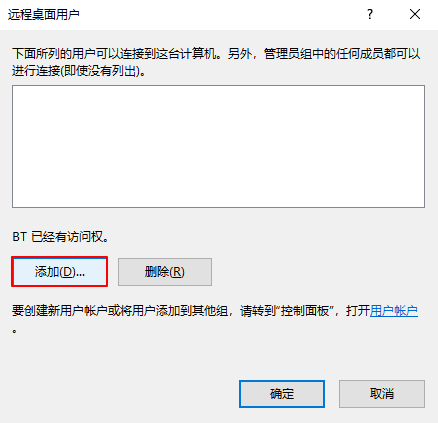 远程桌面用户
下面所列的用户可以连接到这台计算机。另外，管理员组中的任何成员都可以
进行连接(即使没有列出)。
BT 已经有访问权。
添加(D)...
删除(R)
要创建新用户帐户或将用户添加到其他组，请转到"控制面板"，打开用户帐户
。
确定
取消